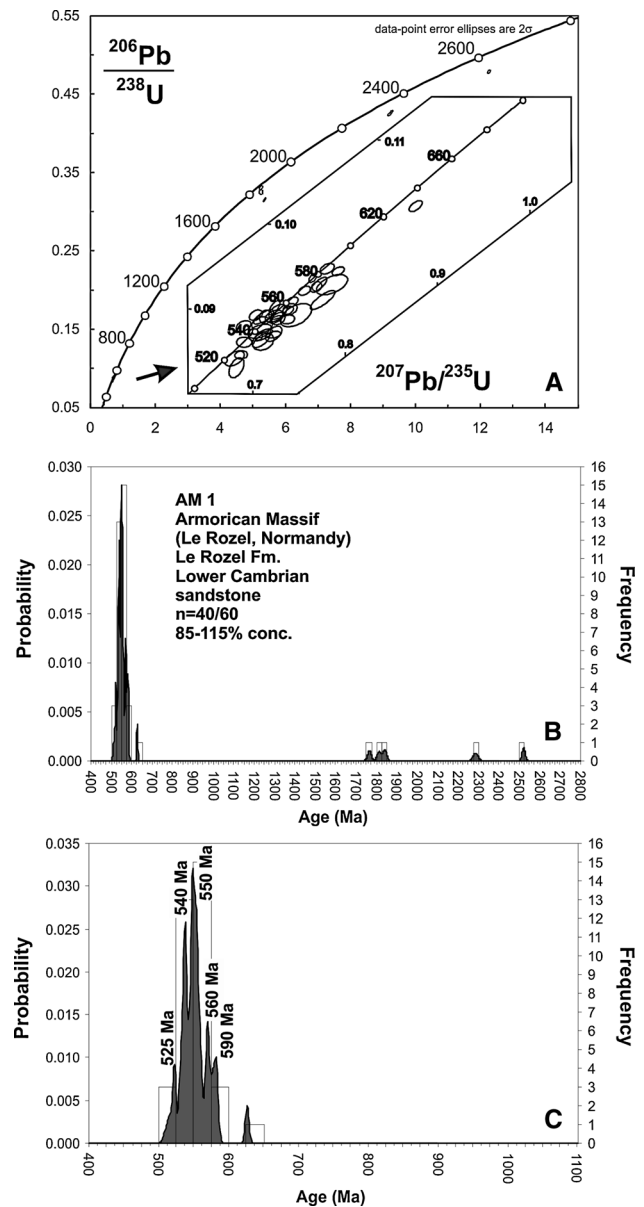 0.55
0.45
0.35
0.25
0.15
0.05
206Pb
238U
data-point error ellipses are 2σ
2600
2400
2000
1600
1200
800
0.11
0.10
0.09
660
620
580
560
540
520
1.0
0.9
0.8
0.7
207Pb/235U
A
0 2 4 6 8 10 12 14
0.030
0.025
0.020
0.015
0.010
0.005
0.000
Probability
AM 1
Armorican Massif
(Le Rozel, Normandy)
Le Rozel Fm.
Lower Cambrian
sandstone
n=40/60
85-115% conc.
B
16
15
14
13
12
11
10
9
8
7
6
5
4
3
2
1
0
Frequency
400 500 600 700 800 900 1000 1100 1200 1300 1400 1500 1600 1700 1800 1900 2000 2100 2200 2300 2400 2500 2600 2700 2800
Age (Ma)
0.035
0.030
0.025
0.020
0.015
0.010
0.005
0.000
Probability
525 Ma
540 Ma
550 Ma
560 Ma
590 Ma
C
16
15
14
13
12
11
10
9
8
7
6
5
4
3
2
1
0
Frequency
400 500 600 700 800 900 1000 1100
Age (Ma)